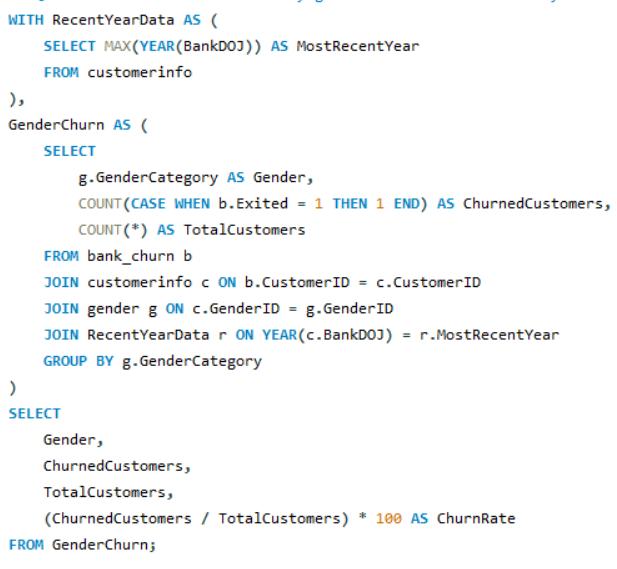 WITH RecentYearData AS (
    SELECT MAX(YEAR(BankDOJ)) AS MostRecentYear
    FROM customerinfo
),
GenderChurn AS (
    SELECT
        g.GenderCategory AS Gender,
        COUNT(CASE WHEN b.Exited = 1 THEN 1 END) AS ChurnedCustomers,
        COUNT(*) AS TotalCustomers
    FROM bank_churn b
    JOIN customerinfo c ON b.CustomerID = c.CustomerID
    JOIN gender g ON c.GenderID = g.GenderID
    JOIN RecentYearData r ON YEAR(c.BankDOJ) = r.MostRecentYear
    GROUP BY g.GenderCategory
)
SELECT
    Gender,
    ChurnedCustomers,
    TotalCustomers,
    (ChurnedCustomers / TotalCustomers) * 100 AS ChurnRate
FROM GenderChurn;